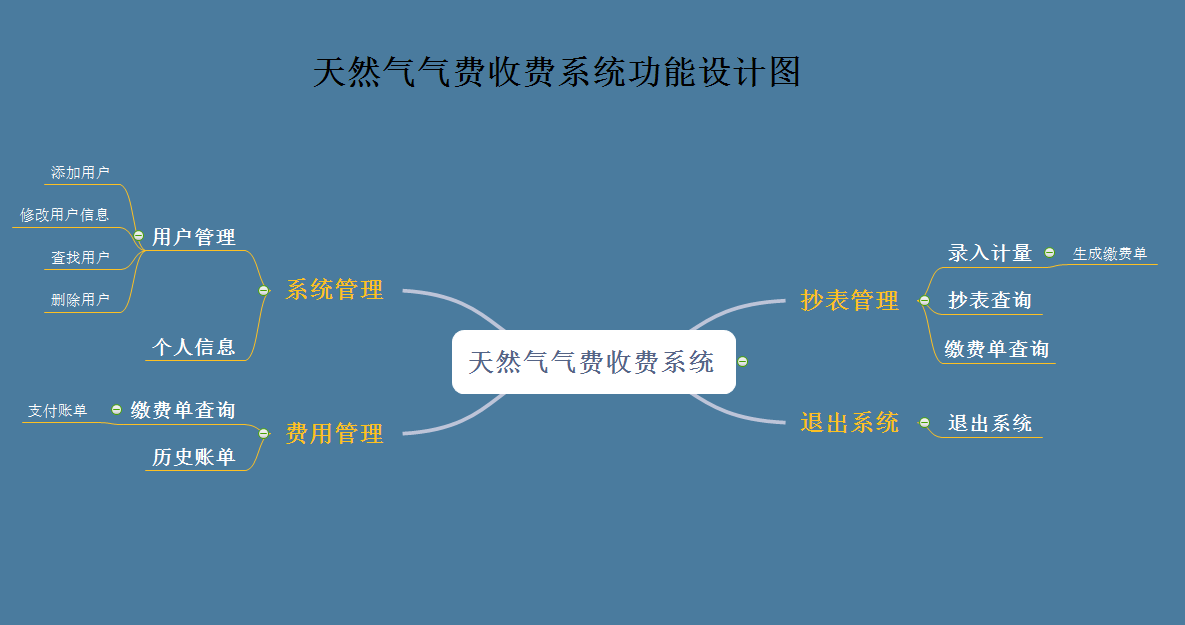 天然气气费收费系统功能设计图
添加用户
修改用户信息
查找用户
删除用户
用户管理
个人信息
系统管理
支付账单
缴费单查询
历史账单
费用管理
天然气气费收费系统
抄表管理
录入计量
生成缴费单
抄表查询
缴费单查询
退出系统
退出系统